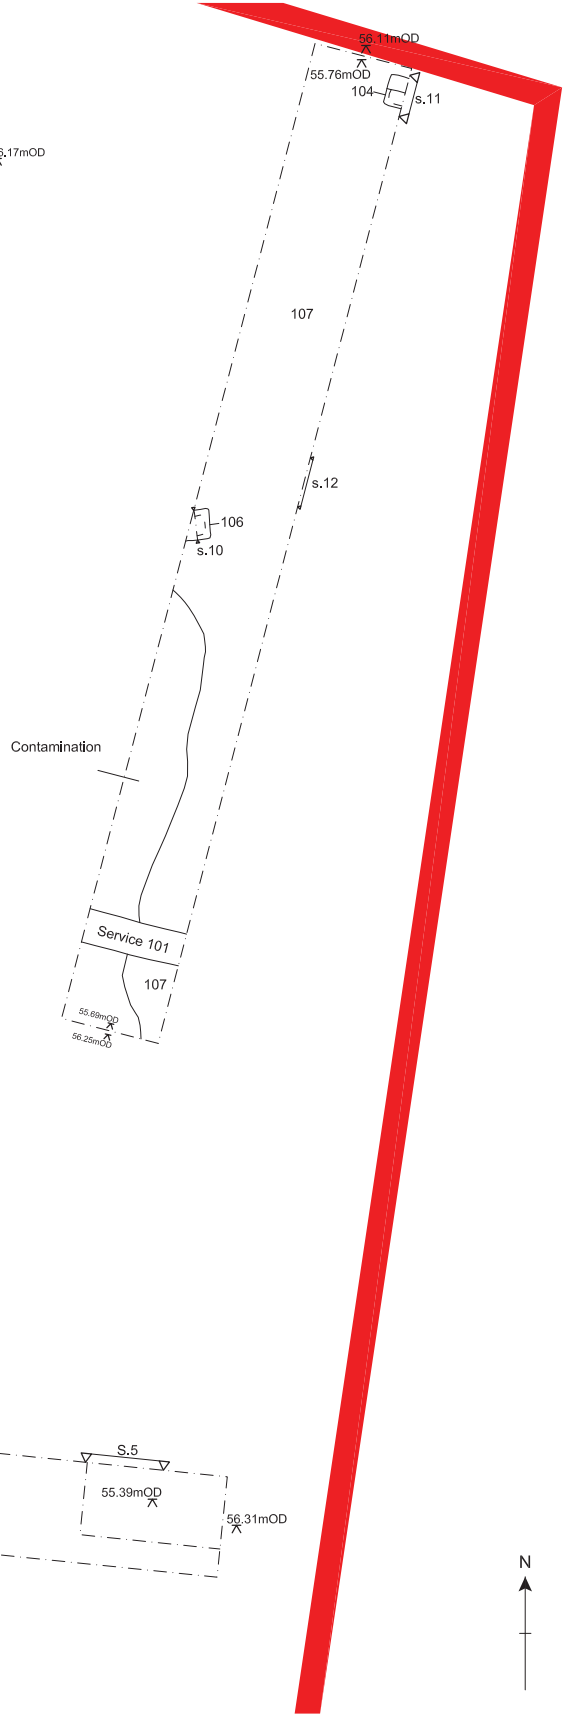 56.11mOD
55.76mOD
104
s.11
6.17mOD
107
s.12
106
s.10
Contamination
Service 101
107
55.69mOD
56.25mOD
S.5
55.39mOD
56.31mOD
N